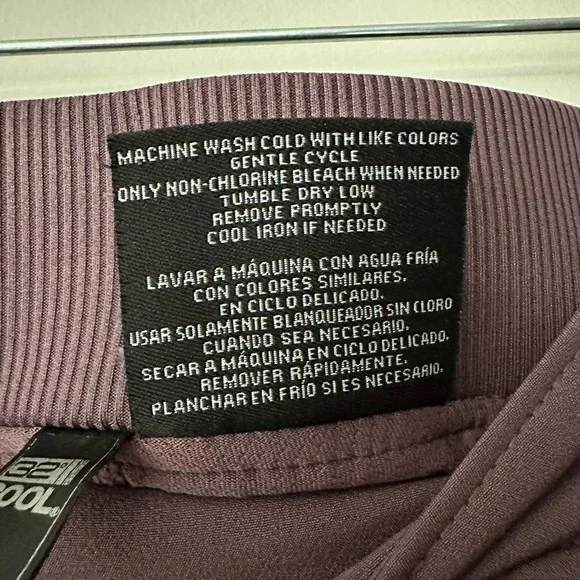 MACHINE WASH COLD WITH LIKE COLORS
GENTLE CYCLE
ONLY NON-CHLORINE BLEACH WHEN NEEDED
TUMBLE DRY LOW
REMOVE PROMPTLY
COOL IRON IF NEEDED
LAVAR A MÁQUINA CON AGUA FRÍA
CON COLORES SIMILARES.
EN CICLO DELICADO.
USAR SOLAMENTE BLANQUEADOR SIN CLORO
CUANDO SEA NECESARIO.
SECAR A MÁQUINA EN CICLO DELICADO.
REMOVER RÁPIDAMENTE.
PLANCHAR EN FRÍO SI ES NECESARIO.
32°
COOL®